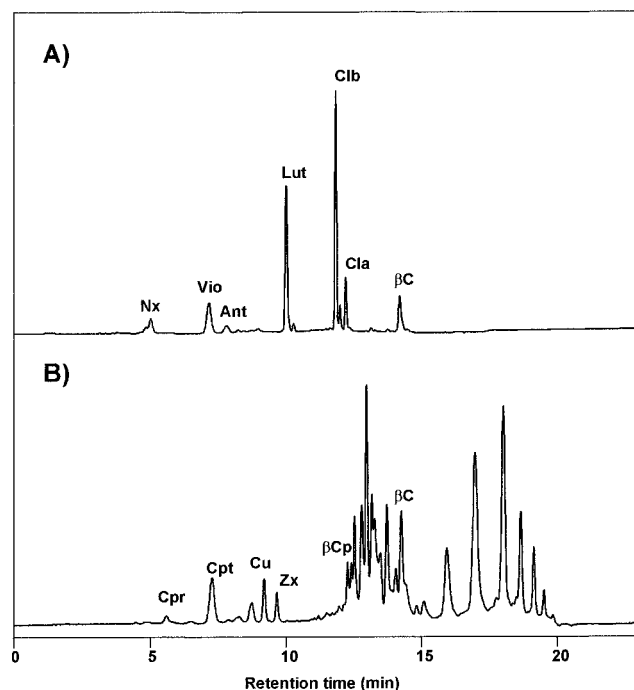 A)
Clb
Lut
Cla
Vio
βC
Nx
Ant
B)
βC
βCp
Cpt
Cu
Zx
Cpr
0 5 10 15 20
Retention time (min)